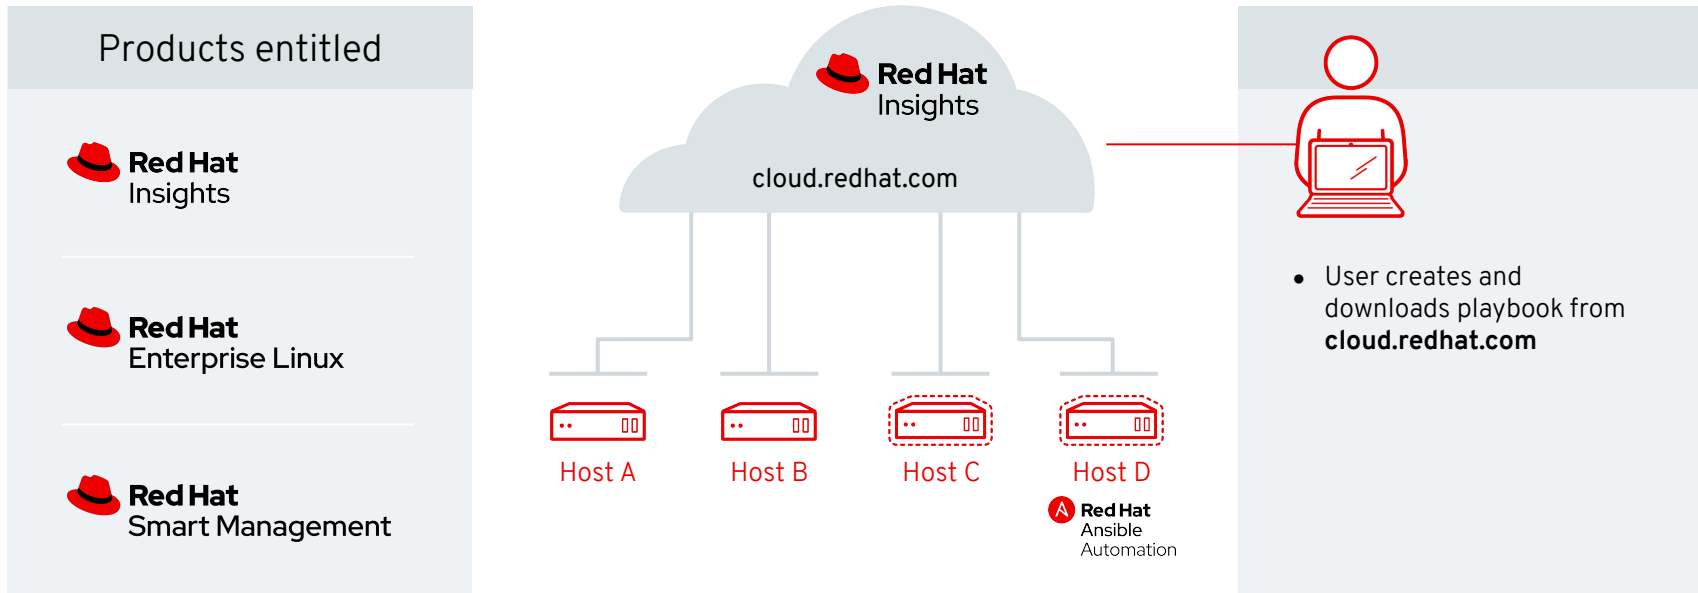 Products entitled
Red Hat
Insights
Red Hat
Enterprise Linux
Red Hat
Smart Management
Red Hat
Insights
cloud.redhat.com
Host A
Host B
Host C
Host D
Red Hat
Ansible
Automation
• User creates and
downloads playbook from
cloud.redhat.com